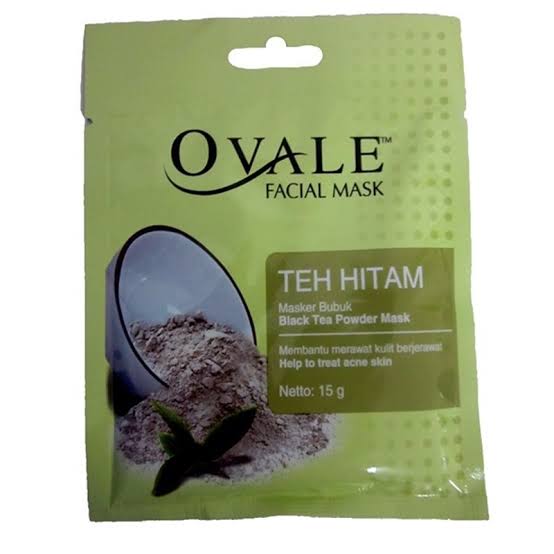 OVALE™
FACIAL MASK
TEH HITAM
Masker Bubuk
Black Tea Powder Mask
Membantu merawat kulit berjerawat
Help to treat acne skin
Netto: 15 g